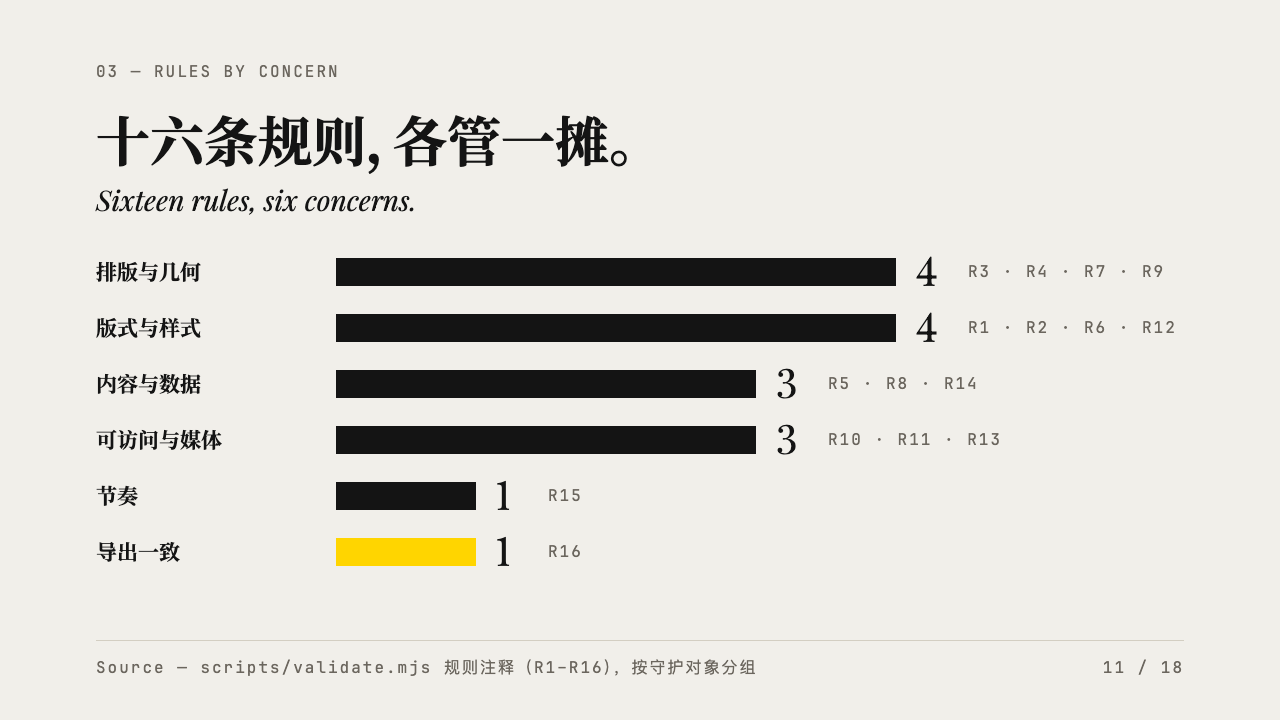 03 — RULES BY CONCERN
十六条规则, 各管一摊。
Sixteen rules, six concerns.
排版与几何 4 R3 · R4 · R7 · R9
版式与样式 4 R1 · R2 · R6 · R12
内容与数据 3 R5 · R8 · R14
可访问与媒体 3 R10 · R11 · R13
节奏 1 R15
导出一致 1 R16
Source — scripts/validate.mjs 规则注释 (R1–R16), 按守护对象分组
11 / 18